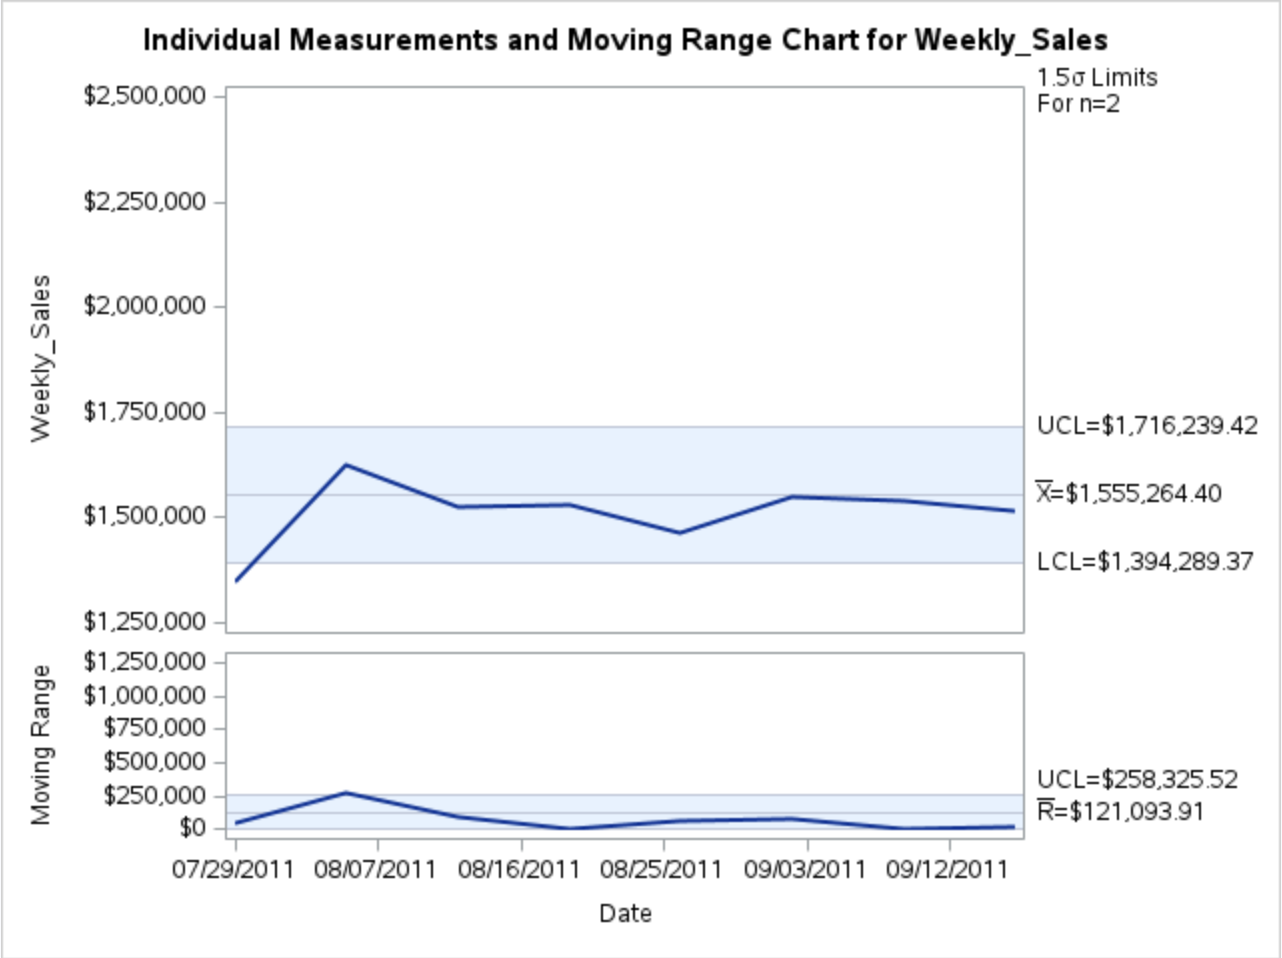 Individual Measurements and Moving Range Chart for Weekly_Sales
1.5σ Limits
For n=2
Weekly_Sales
$2,500,000
$2,250,000
$2,000,000
$1,750,000
$1,500,000
$1,250,000
UCL=$1,716,239.42
X̅=$1,555,264.40
LCL=$1,394,289.37
Moving Range
$1,250,000
$1,000,000
$750,000
$500,000
$250,000
$0
UCL=$258,325.52
R̅=$121,093.91
07/29/2011 08/07/2011 08/16/2011 08/25/2011 09/03/2011 09/12/2011
Date